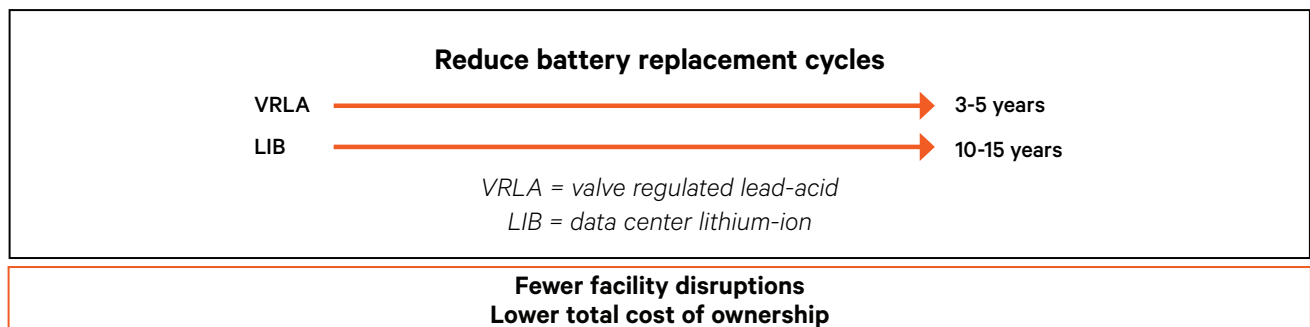 Reduce battery replacement cycles
VRLA 3-5 years
LIB 10-15 years
VRLA = valve regulated lead-acid
LIB = data center lithium-ion
Fewer facility disruptions
Lower total cost of ownership